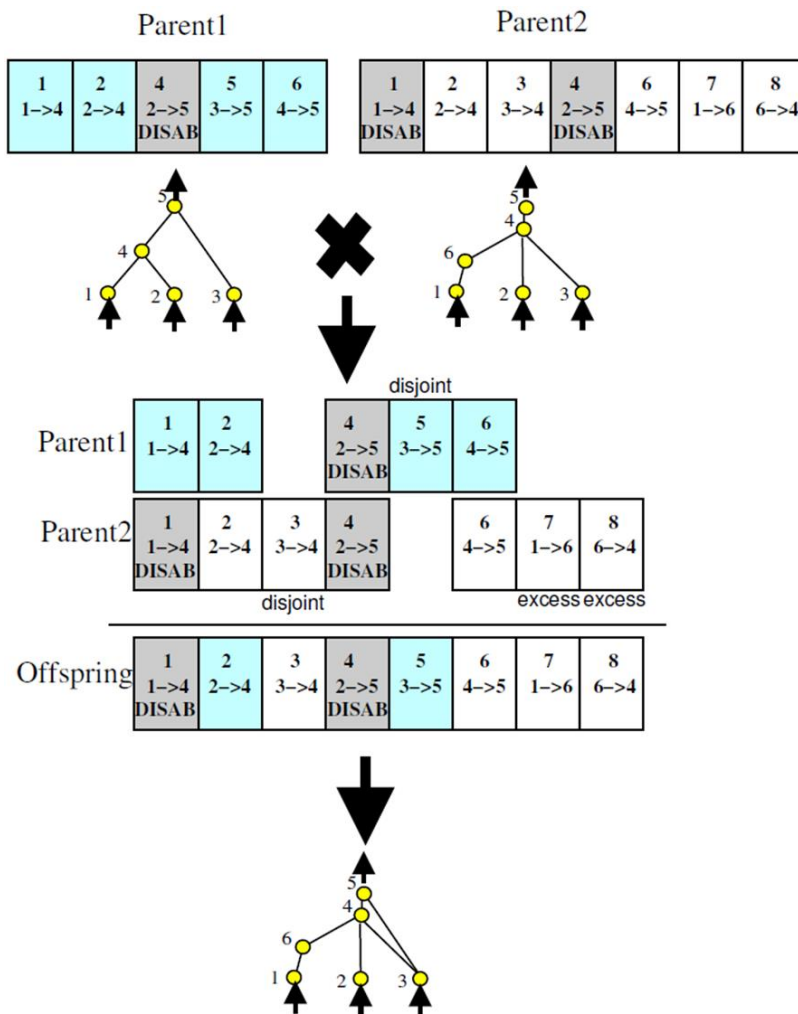 Parent1 Parent2
1 2 4 5 6 1 2 3 4 6 7 8
1->4 2->4 2->5 3->5 4->5 1->4 2->4 3->4 2->5 4->5 1->6 6->4
DISAB DISAB DISAB
5
4
1 2 3
5
4
6
1 2 3
disjoint
Parent1
1 2 4 5 6
1->4 2->4 2->5 3->5 4->5
DISAB
Parent2
1 2 3 4 6 7 8
1->4 2->4 3->4 2->5 4->5 1->6 6->4
DISAB DISAB
disjoint excess excess
Offspring
1 2 3 4 5 6 7 8
1->4 2->4 3->4 2->5 3->5 4->5 1->6 6->4
DISAB DISAB
5
4
6
1 2 3